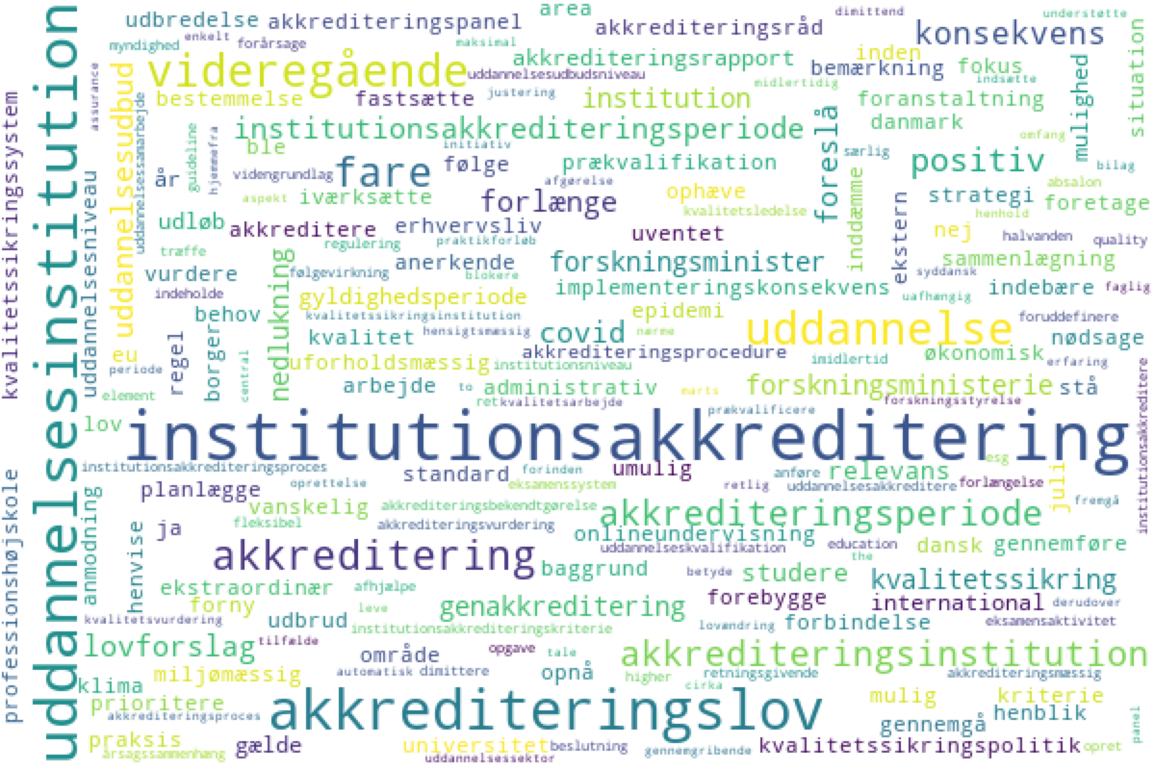 udbredelse akkrediteringspanel area akkrediteringsråd dimittend understøtte
myndighed enkelt forårsage maksimal konsekvens
videregående akkrediteringsrapport inden
uddannelsesudbudsniveau bemærkning fokus
midlertidig indsætte
bestemmelse fastsætte justering institution foranstaltning
danmark
institutionsakkrediteringsperiode omfang
ble initiativ særlig
fare følge prækvalifikation positiv bilag
år videngrundlag afgørelse absalon
aspekt iværksætte forlænge ophæve strategi foretage
kvalitetsledelse henhold
udløb akkreditere erhvervsliv uventet nej halvanden quality
regulering praktikforløb
træffe anerkende forskningsminister sammenlægning
vurdere følgevirkning blokere syddansk
implementeringskonsekvens indebære faglig
indeholde gyldighedsperiode uafhængig
behov kvalitetssikringsinstitution epidemi uddannelse foruddefinere
kvalitet hensigtsmæssig covid nærme nødsage
eu akkrediteringsprocedure imidlertid økonomisk
periode uforholdsmæssig institutionsniveau erfaring
arbejde to administrativ marts forskningsministerie stå
element ret kvalitetsarbejde forskningsstyrelse
prækvalificere
lov institutionsakkreditering
esg
institutionsakkrediteringsproces standard forinden umulig anføre relevans
oprettelse eksamenssystem retlig uddannelsesakkreditere forlængelse
planlægge fremgå
vanskelig akkrediteringsbekendtgørelse akkrediteringsperiode
ja fleksibel akkrediteringsvurdering onlineundervisning
akkreditering uddannelseskvalifikation education dansk gennemføre
the
baggrund betyde studere kvalitetssikring
ekstraordinær afhjælpe
forny leve genakkreditering forebygge international derudover
kvalitetsvurdering udbrud institutionsakkrediteringskriterie lovændring forbindelse eksamensaktivitet
lovforslag tilfælde
område opgave tale akkrediteringsinstitution
miljømæssig automatisk dimittere opnå higher retningsgivende akkrediteringsmæssig
klima cirka
prioritere akkrediteringslov mulig kriterie
akkrediteringsproces gennemgå henblik
praksis gælde universitet beslutning kvalitetssikringspolitik opret
årsagssammenhæng uddannelsessektor gennemgribende
kvalitetssikringssystem
professionshøjskole
uddannelsesinstitution
assurance
uddannelsesniveau
anmodning
uddannelsesudbud
uddannelsessamarbejde
henvise
regel
guideline
hjemmefra
borger
central
nedlukning
foreslå
inddæmme
ekstern
mulighed
situation
juli
institutionsakkreditere
panel